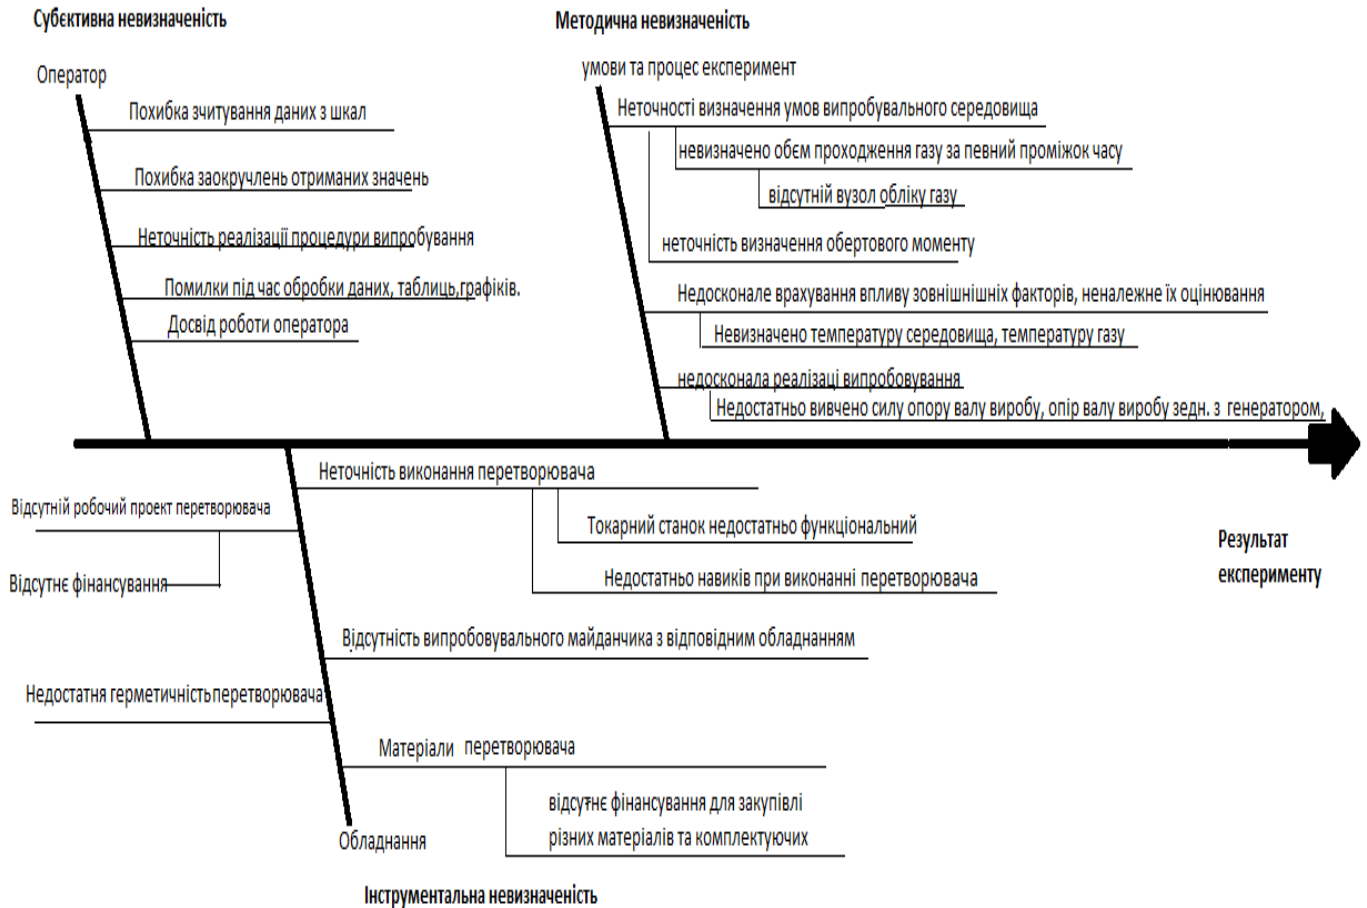 Субєктивна невизначеність
Оператор
Похибка зчитування даних з шкал
Похибка заокручлень отриманих значень
Неточність реалізації процедури випробування
Помилки під час обробки даних, таблиць,графіків.
Досвід роботи оператора
Методична невизначеність
умови та процес експеримент
Неточності визначення умов випробувального середовища
невизначено обєм проходження газу за певний проміжок часу
відсутній вузол обліку газу
неточність визначення обертового моменту
Недосконале врахування впливу зовнішнішніх факторів, неналежне їх оцінювання
Невизначено температуру середовища, температуру газу
недосконала реалізаці випробовування
Недостатньо вивчено силу опору валу виробу, опір валу виробу зедн. з генератором,
Неточність виконання перетворювача
Відсутній робочий проект перетворювача
Токарний станок недостатньо функціональний
Відсутнє фінансування
Недостатньо навиків при виконанні перетворювача
Результат
експерименту
Відсутність випробовувального майданчика з відповідним обладнанням
Недостатня герметичність перетворювача
Матеріали перетворювача
відсутнє фінансування для закупівлі
різних матеріалів та комплектуючих
Обладнання
Інструментальна невизначеність